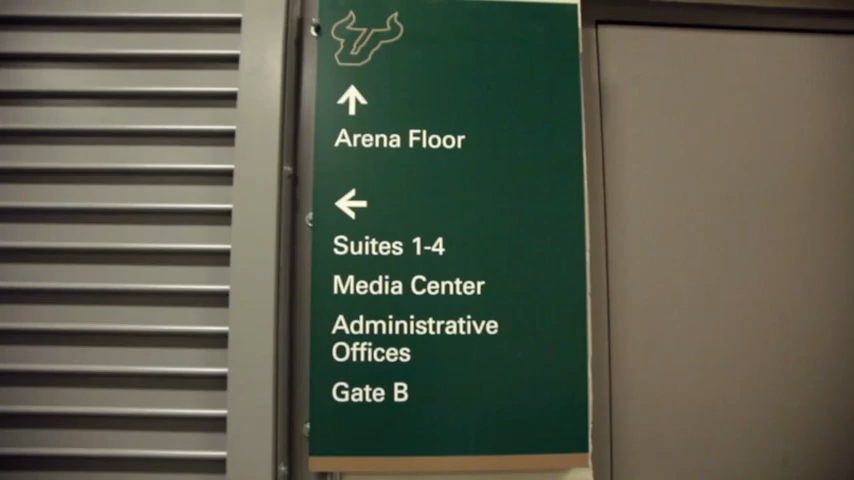 Arena Floor
Suites 1-4
Media Center
Administrative
Offices
Gate B